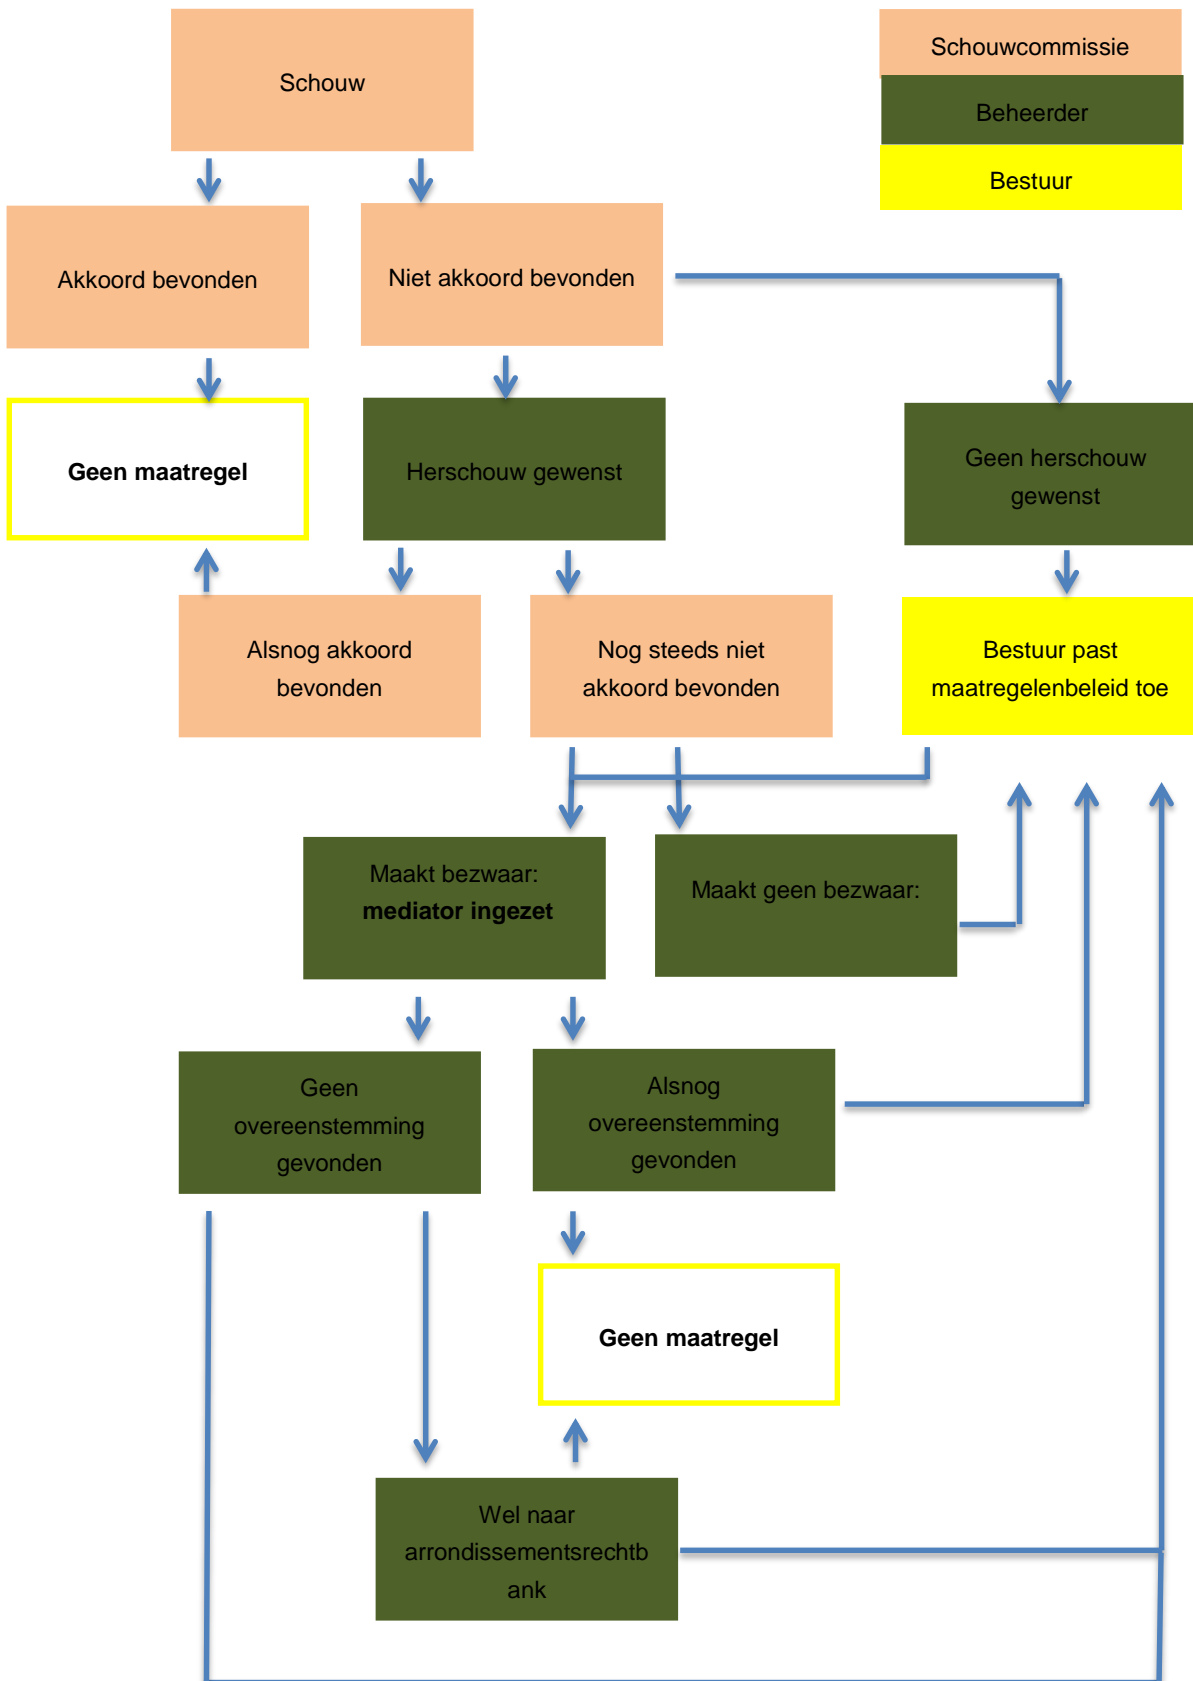 Schouw
Schouwcommissie
Beheerder
Bestuur
Akkoord bevonden
Niet akkoord bevonden
Geen maatregel
Herschouw gewenst
Geen herschouw
gewenst
Alsnog akkoord
bevonden
Nog steeds niet
akkoord bevonden
Bestuur past
maatregelenbeleid toe
Maakt bezwaar:
mediator ingezet
Maakt geen bezwaar:
Geen
overeenstemming
gevonden
Alsnog
overeenstemming
gevonden
Geen maatregel
Wel naar
arrondissementsrechtb
ank